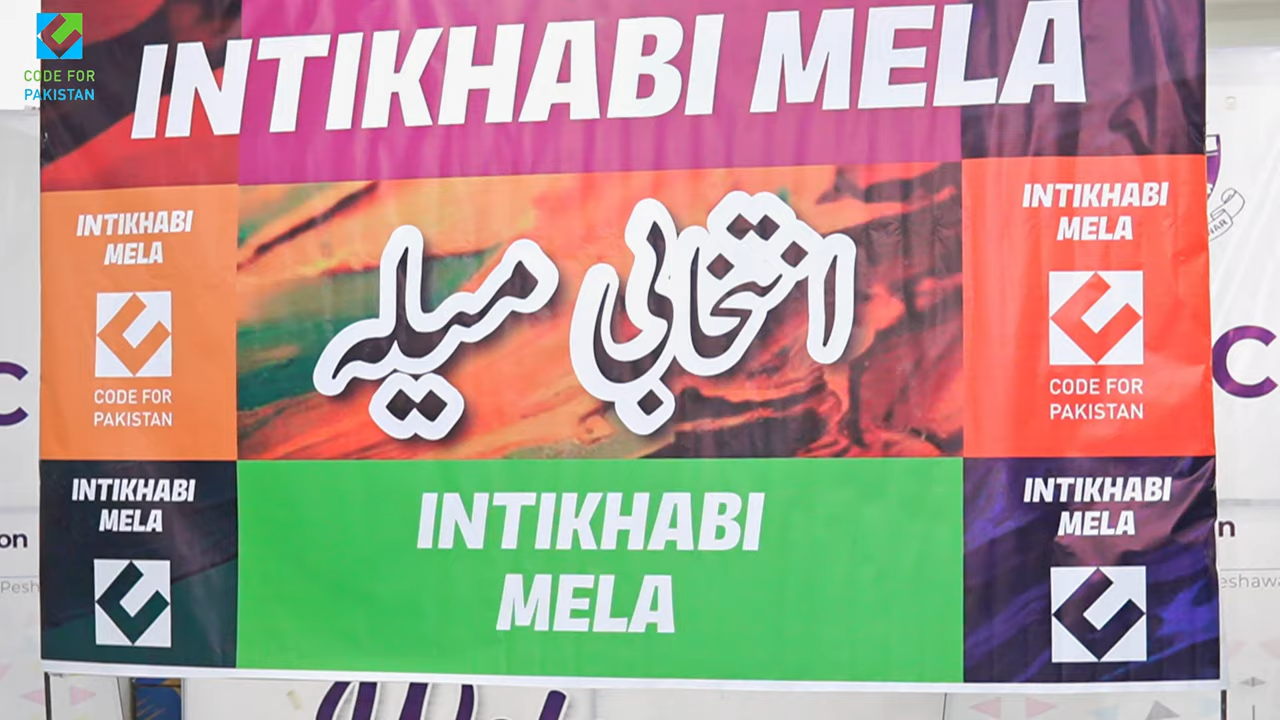 CODE FOR
PAKISTAN
INTIKHABI MELA
INTIKHABI
MELA
CODE FOR
PAKISTAN
انتخابی میلہ
INTIKHABI
MELA
CODE FOR
PAKISTAN
INTIKHABI
MELA
INTIKHABI
MELA
INTIKHABI
MELA